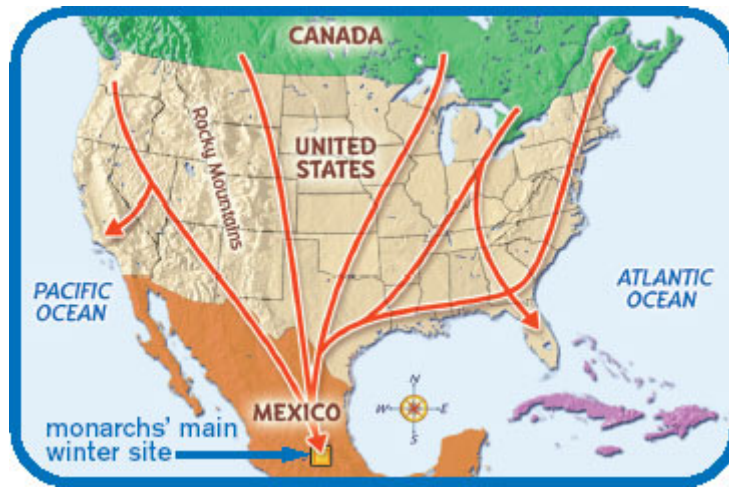 CANADA
Rocky Mountains
UNITED
STATES
PACIFIC
OCEAN
ATLANTIC
OCEAN
N
W
E
S
MEXICO
monarchs' main
winter site